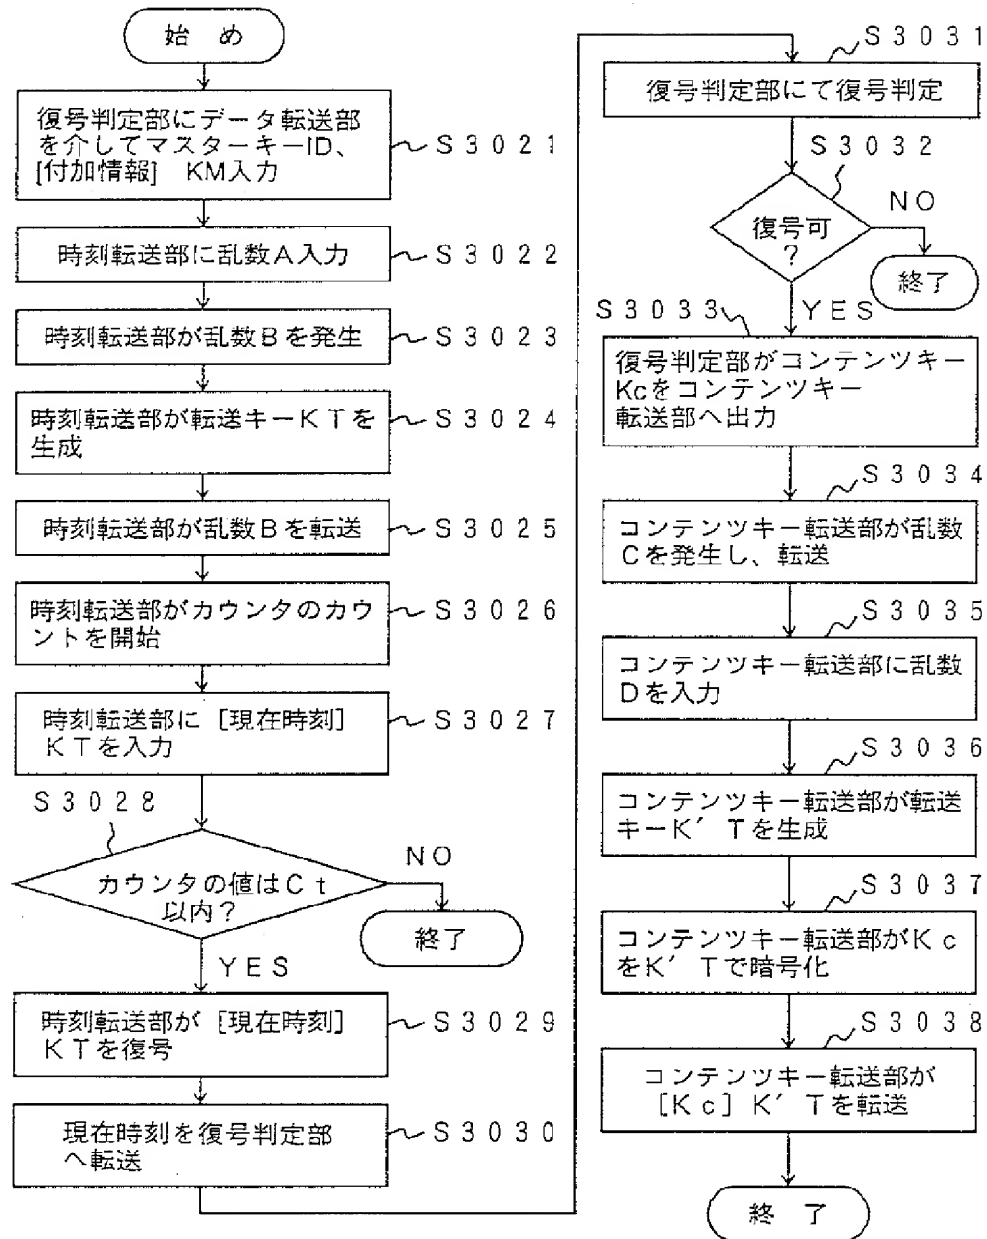 始 め
復号判定部にデータ転送部
を介してマスターキーID、
[付加情報] KM入力
S3021
時刻転送部に乱数A入力
S3022
時刻転送部が乱数Bを発生
S3023
時刻転送部が転送キーKTを
生成
S3024
時刻転送部が乱数Bを転送
S3025
時刻転送部がカウンタのカウ
ントを開始
S3026
時刻転送部に[現在時刻]
KTを入力
S3027
S3028
カウンタの値はCt
以内?
NO
終了
YES
時刻転送部が[現在時刻]
KTを復号
S3029
現在時刻を復号判定部
へ転送
S3030
S3031
復号判定部にて復号判定
S3032
復号可
?
NO
終了
YES
S3033
復号判定部がコンテンツキー
Kcをコンテンツキー
転送部へ出力
S3034
コンテンツキー転送部が乱数
Cを発生し、転送
S3035
コンテンツキー転送部に乱数
Dを入力
S3036
コンテンツキー転送部が転送
キーK′Tを生成
S3037
コンテンツキー転送部がKc
をK′Tで暗号化
S3038
コンテンツキー転送部が
[Kc]K′Tを転送
終 了